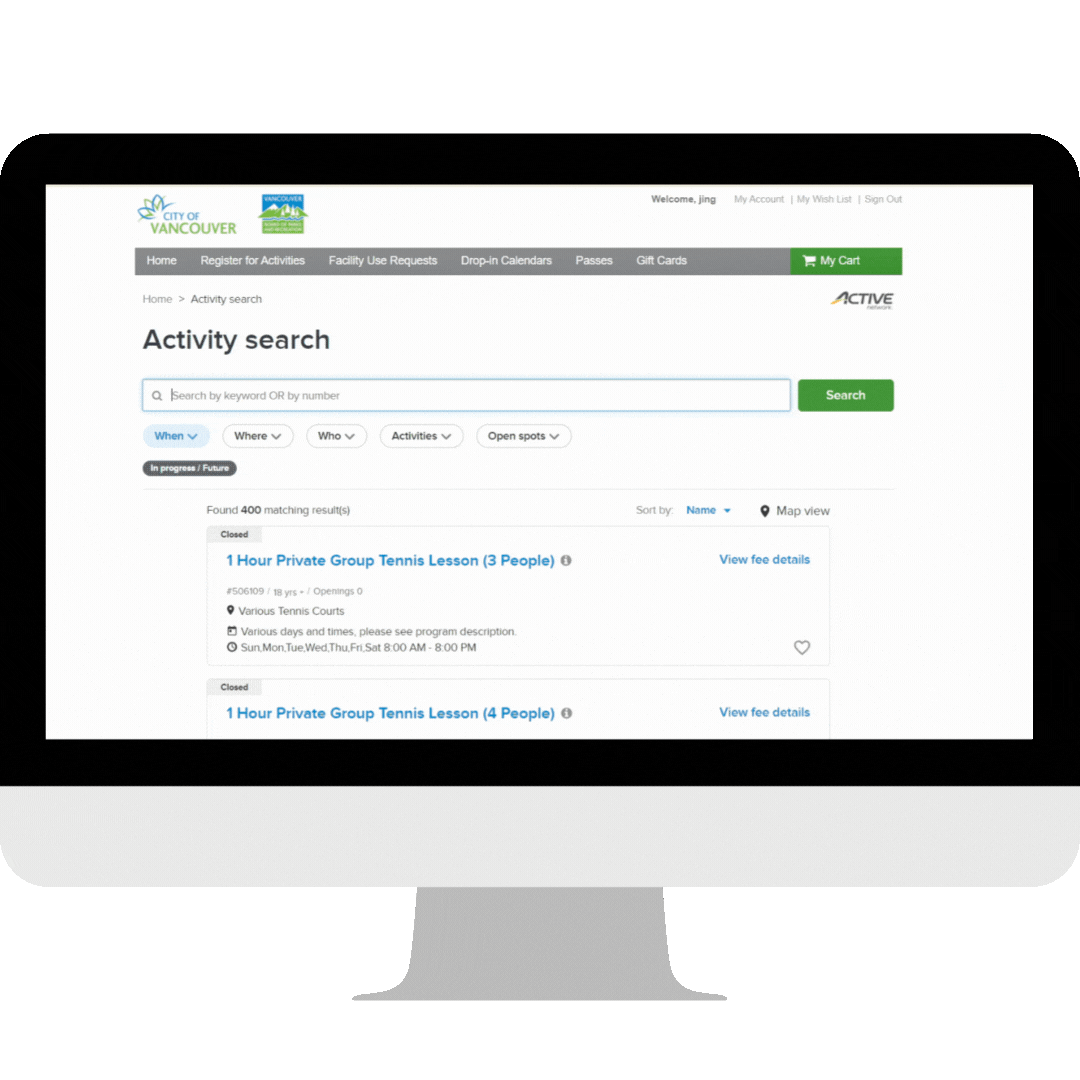 CITY OF
VANCOUVER
VANCOUVER
Welcome, jing My Account | My Wish List | Sign Out
Home Register for Activities Facility Use Requests Drop-in Calendars Passes Gift Cards My Cart
Home > Activity search
ACTIVE
network
Activity search
Search by keyword OR by number Search
When Where Who Activities Open spots
In progress / Future
Found 400 matching result(s) Sort by: Name Map view
Closed
1 Hour Private Group Tennis Lesson (3 People) View fee details
#506109 / 18 yrs + / Openings 0
Various Tennis Courts
Various days and times, please see program description.
Sun,Mon,Tue,Wed,Thu,Fri,Sat 8:00 AM - 8:00 PM
Closed
1 Hour Private Group Tennis Lesson (4 People) View fee details